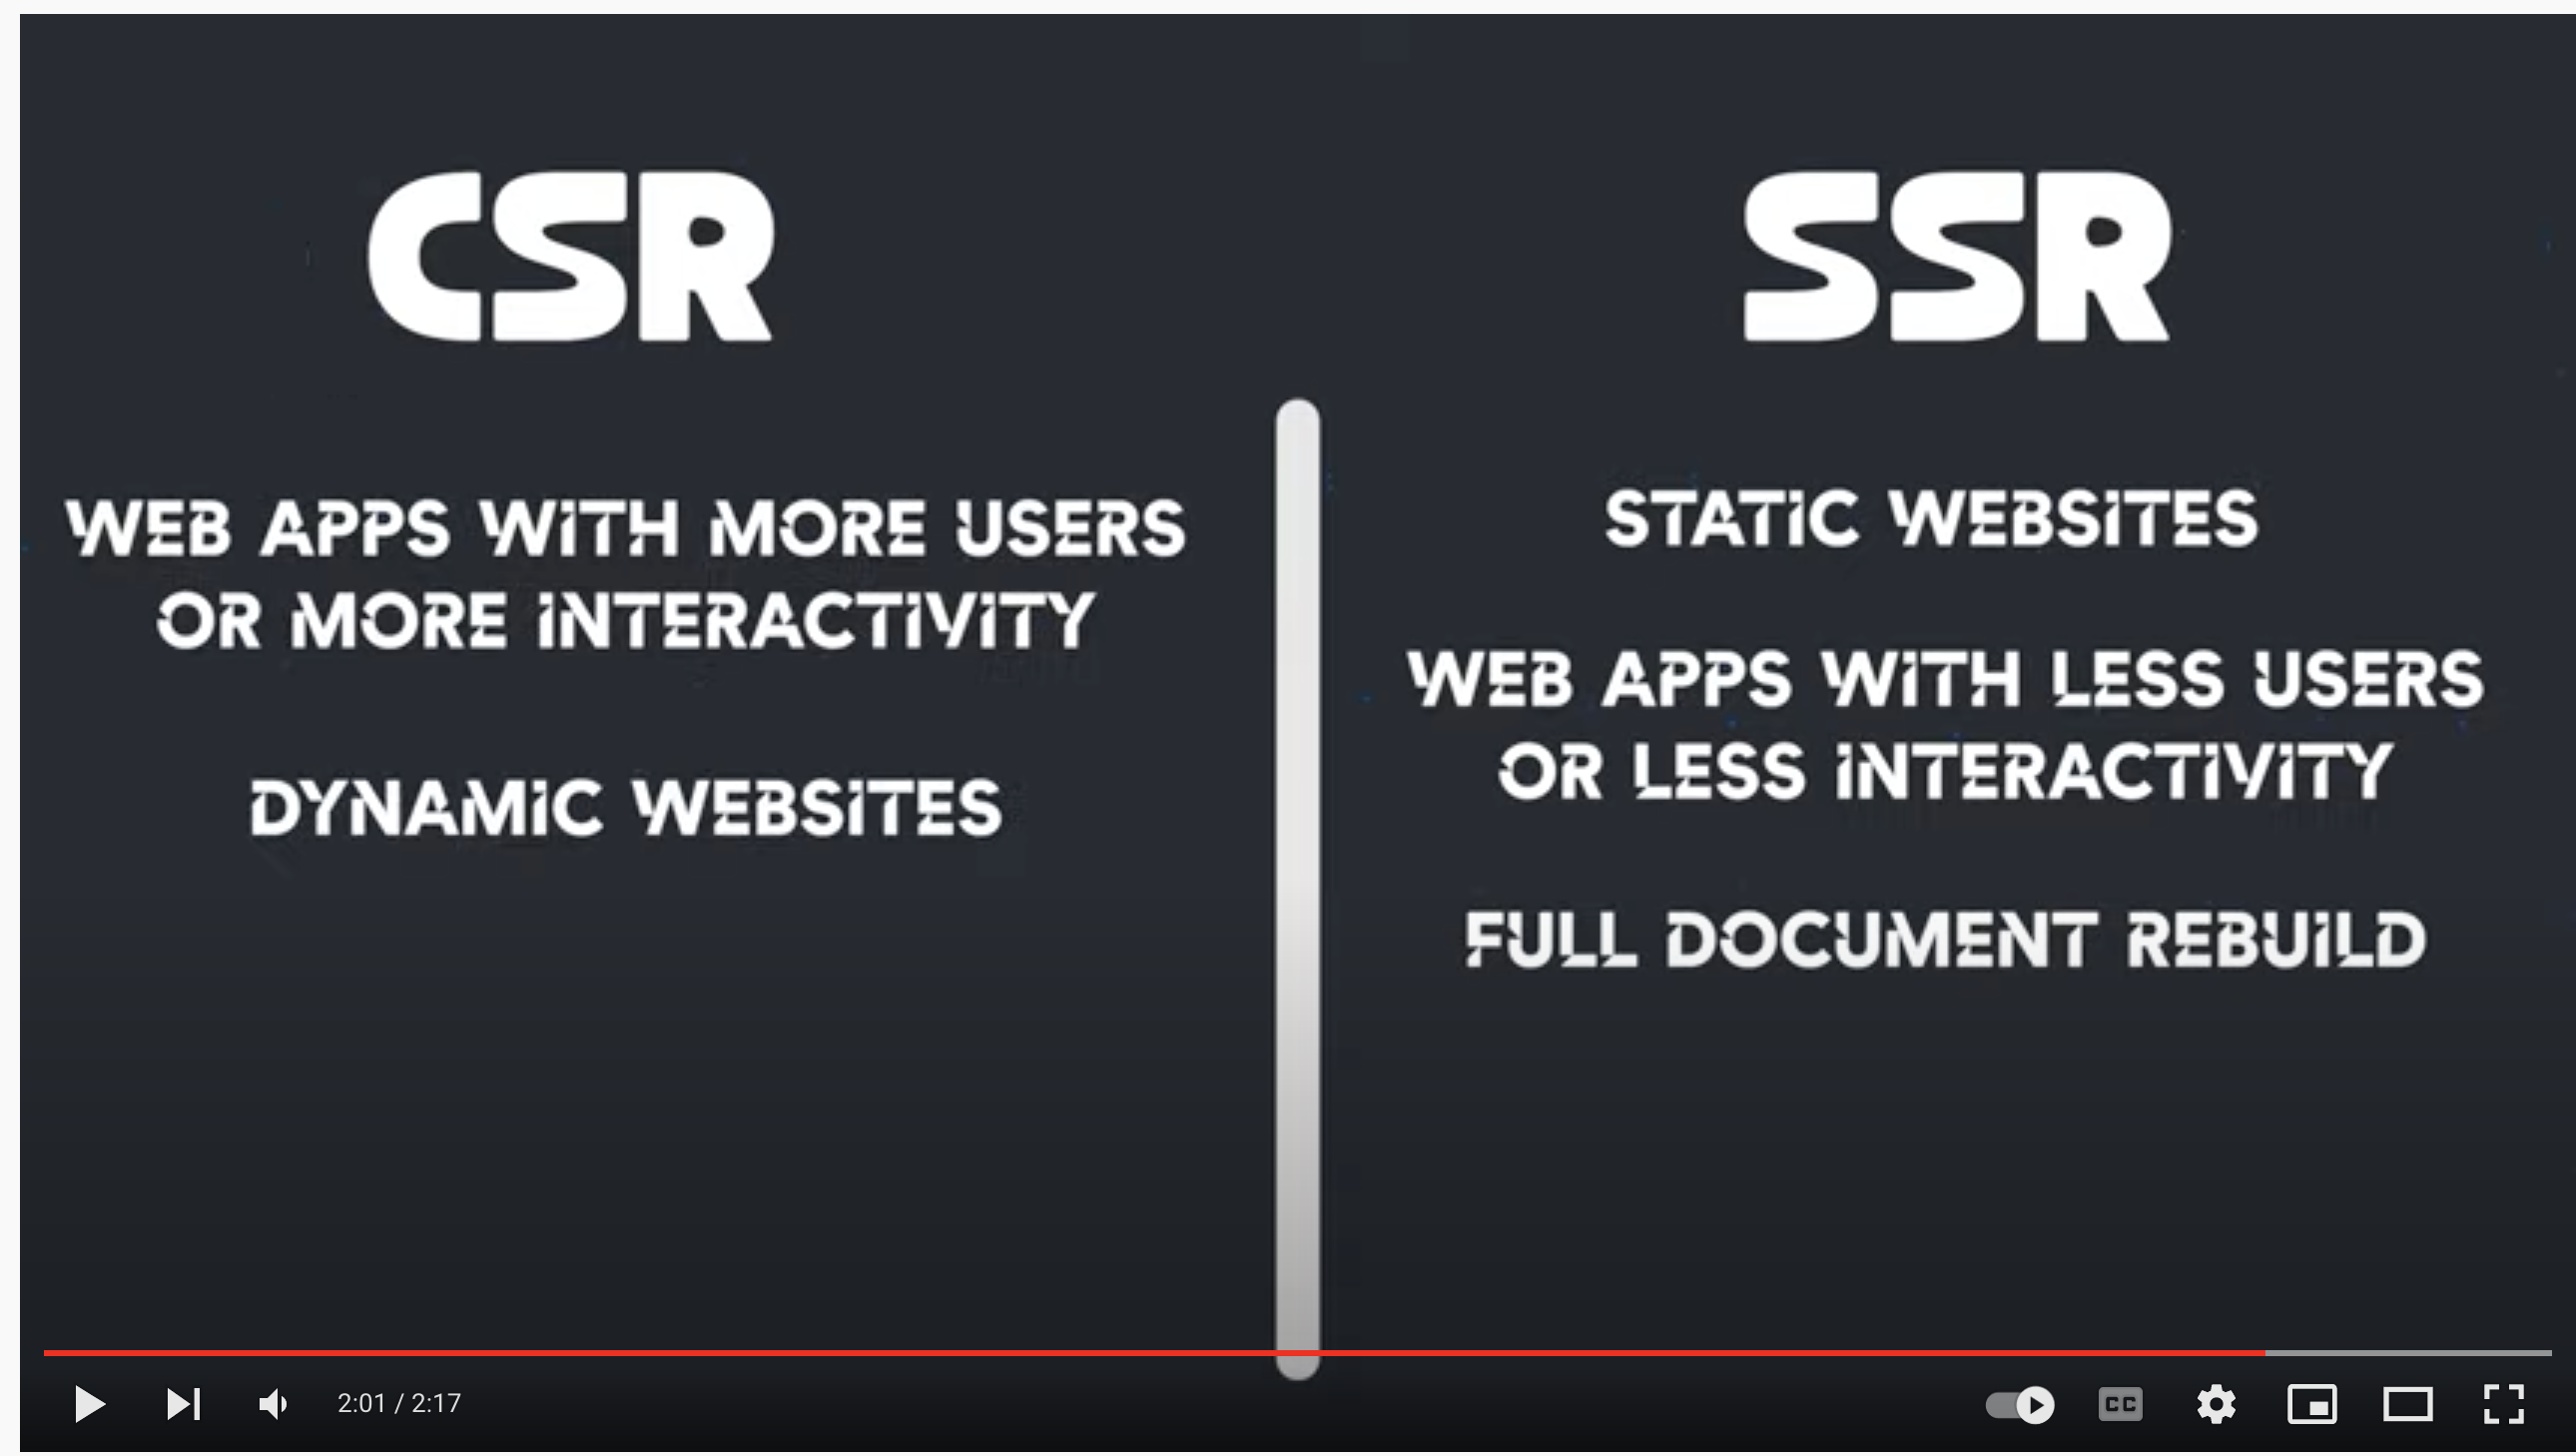 CSR
WEB APPS WITH MORE USERS
OR MORE INTERACTIVITY
DYNAMIC WEBSITES
SSR
STATIC WEBSITES
WEB APPS WITH LESS USERS
OR LESS INTERACTIVITY
FULL DOCUMENT REBUILD
2:01 / 2:17
CC